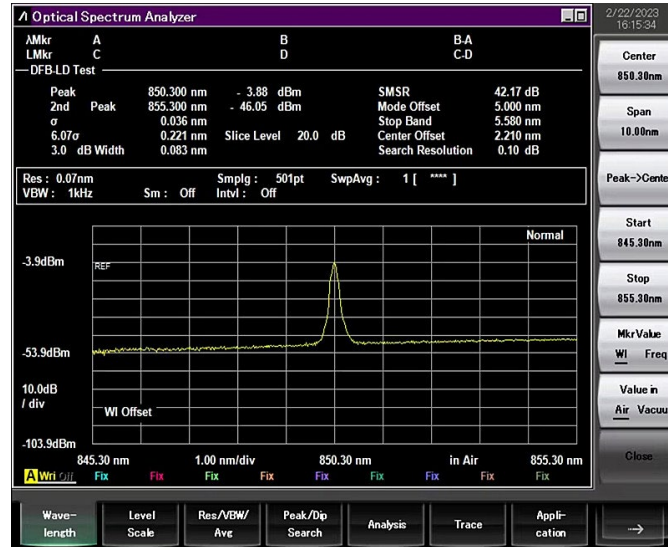 Optical Spectrum Analyzer
2/22/2023
16:15:34
λMkr A B B-A
LMkr C D C-D
DFB-LD Test
Peak 850.300 nm - 3.88 dBm SMSR 42.17 dB
2nd Peak 855.300 nm - 46.05 dBm Mode Offset 5.000 nm
σ 0.036 nm Stop Band 5.580 nm
6.07σ 0.221 nm Slice Level 20.0 dB Center Offset 2.210 nm
3.0 dB Width 0.083 nm Search Resolution 0.10 dB
Res : 0.07nm Smplg : 501pt SwpAvg : 1 [ **** ]
VBW : 1kHz Sm : Off Intvl : Off
Normal
-3.9dBm
REF
-53.9dBm
10.0dB
/ div
Wl Offset
-103.9dBm
845.30 nm 1.00 nm/div 850.30 nm in Air 855.30 nm
A Wri Off Fix Fix Fix Fix Fix Fix Fix Fix Fix
Center
850.30nm
Span
10.00nm
Peak->Cente
Start
845.30nm
Stop
855.30nm
Mkr Value
Wl Freq
Value in
Air Vacuu
Close
Wave-
length
Level
Scale
Res/VBW/
Avg
Peak/Dip
Search
Analysis
Trace
Appli-
cation
→